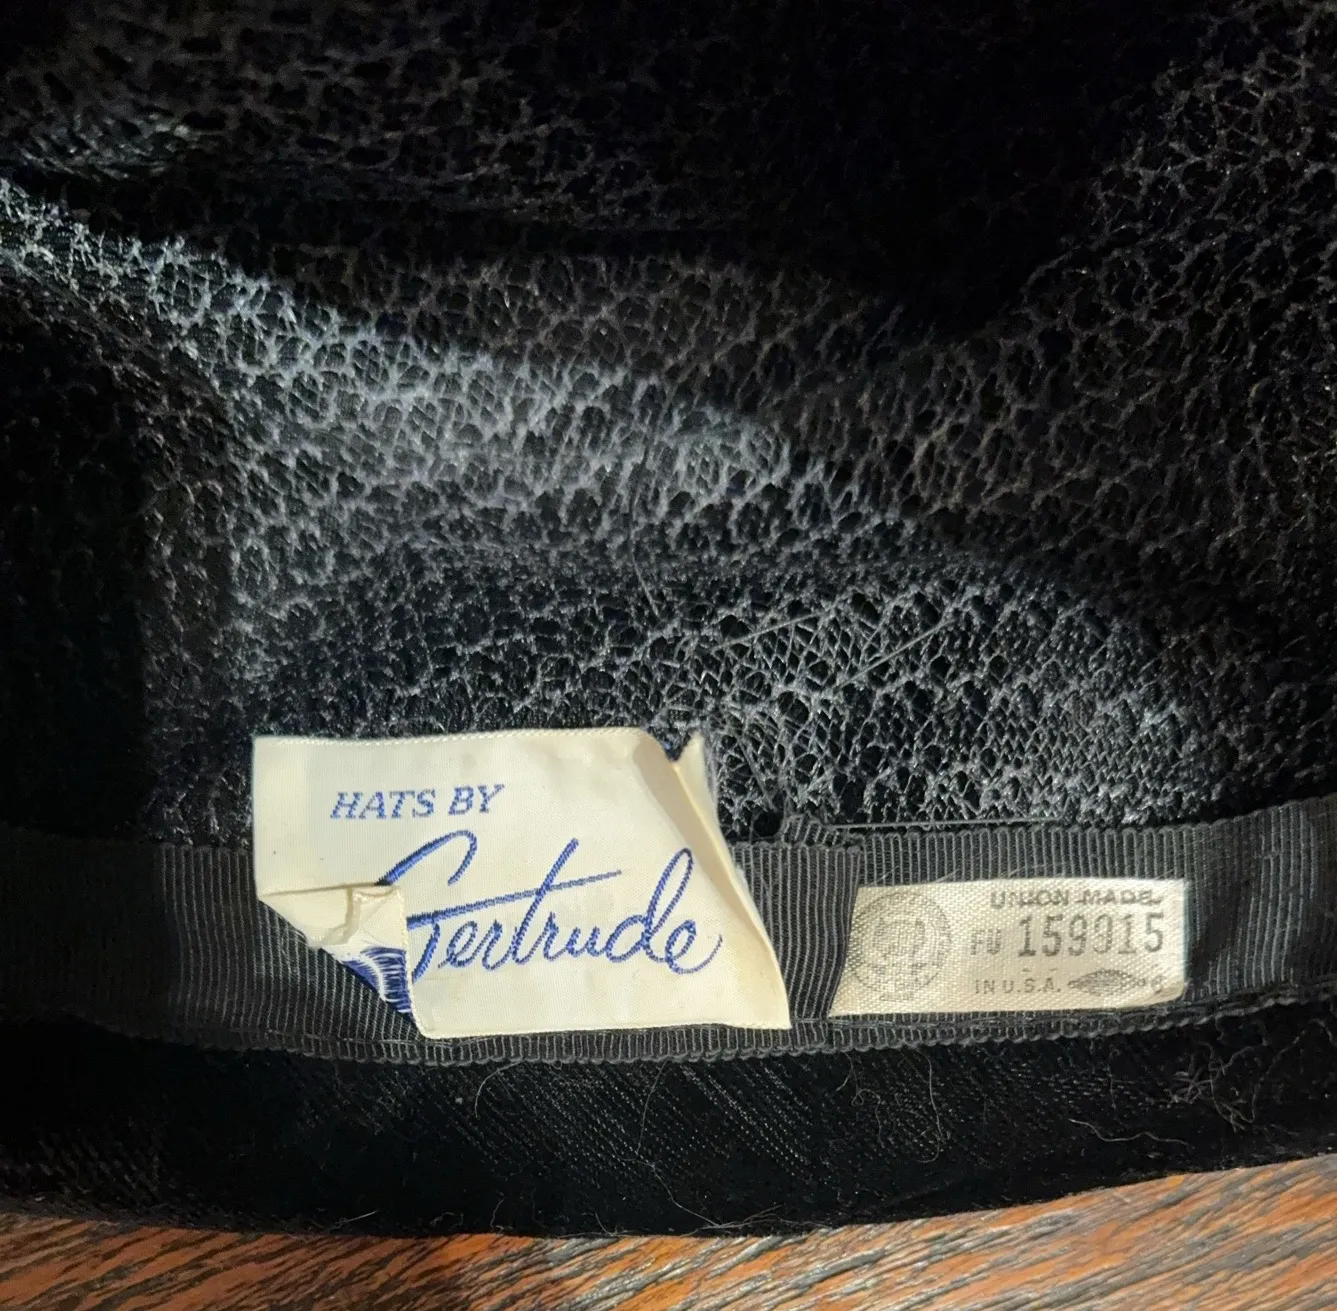 HATS BY
Gertrude
UNION MADE
159915
IN U.S.A.